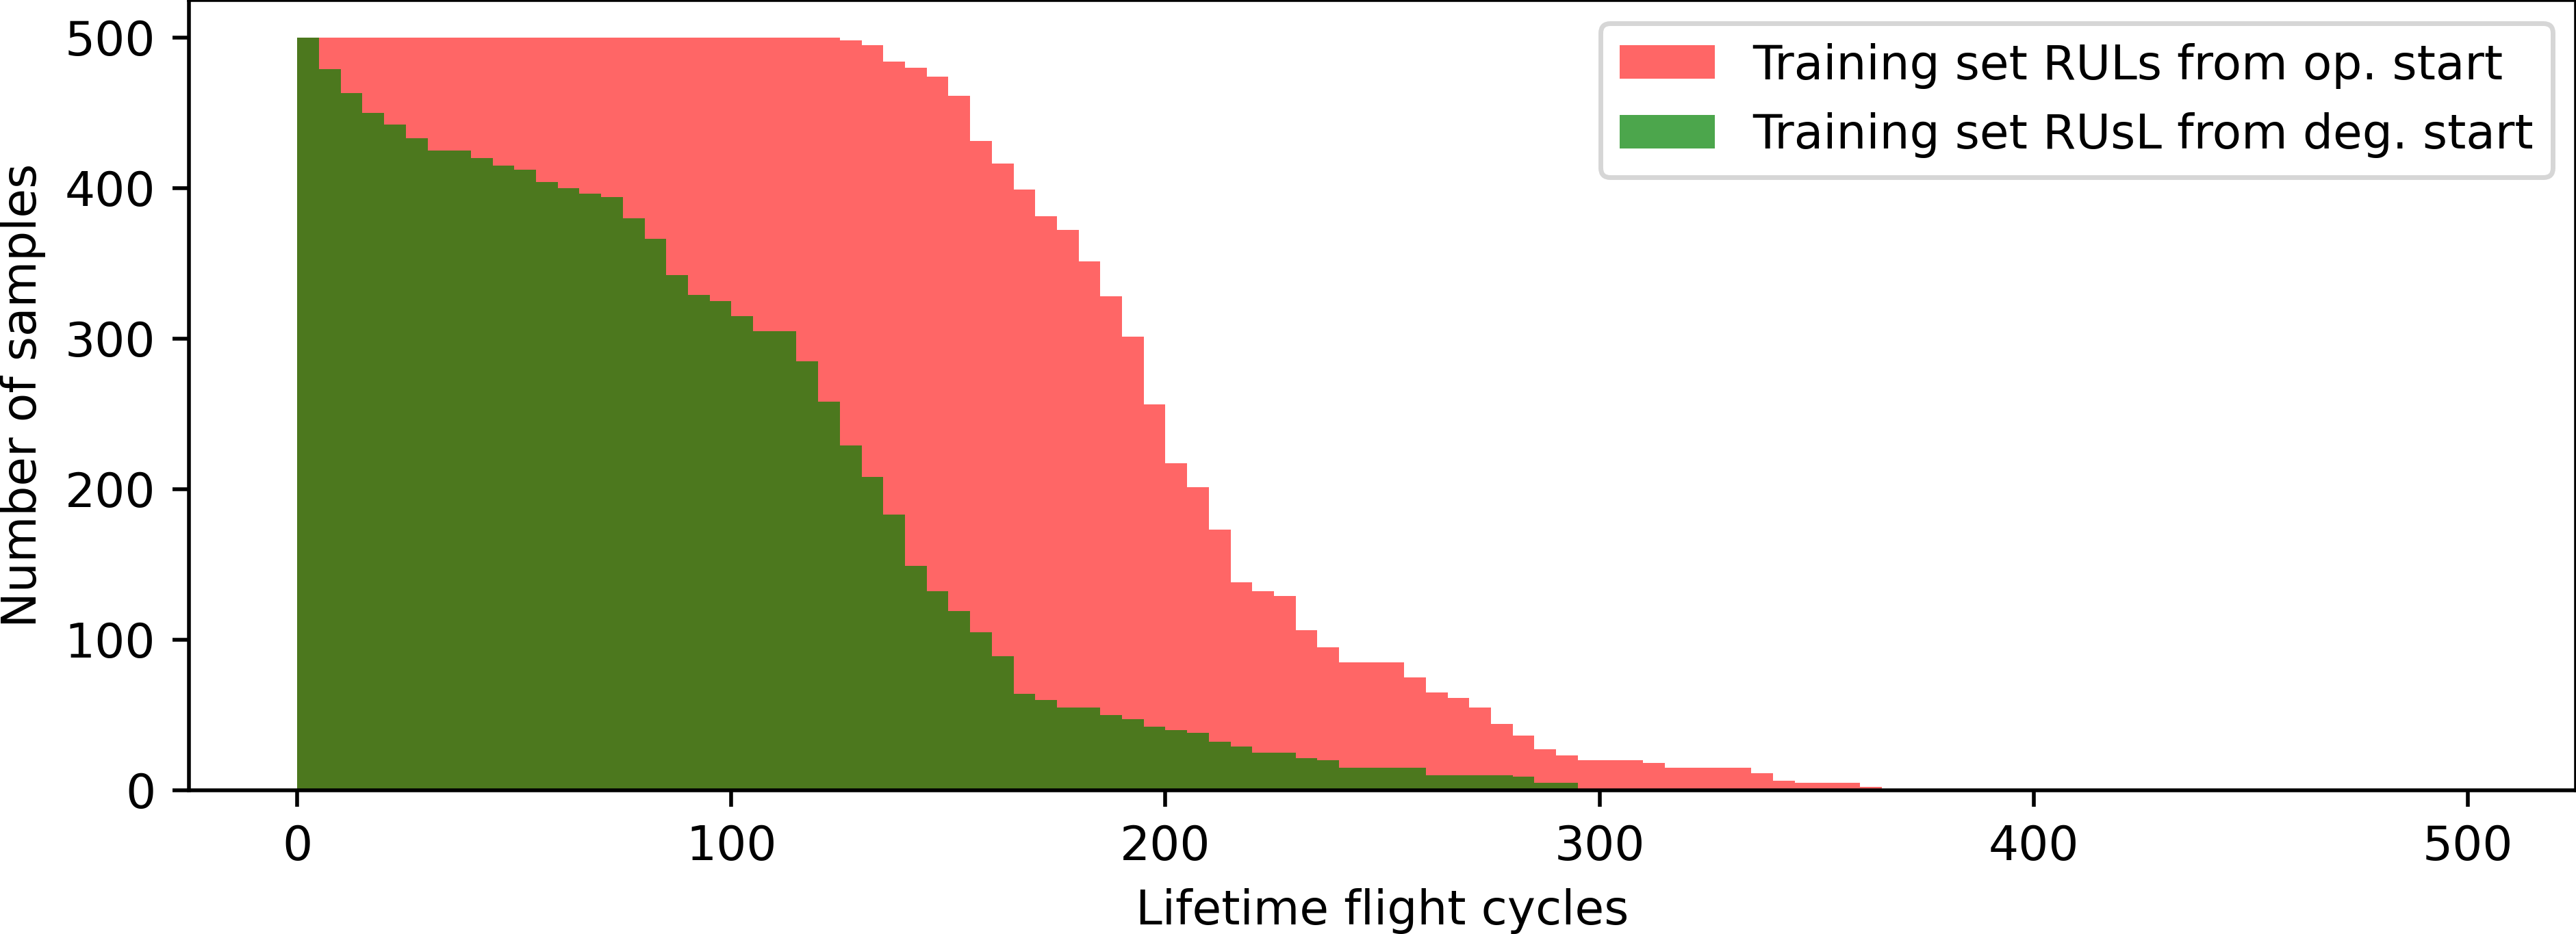 Training set RULs from op. start
Training set RUsL from deg. start
Number of samples
500
400
300
200
100
0
0 100 200 300 400 500
Lifetime flight cycles